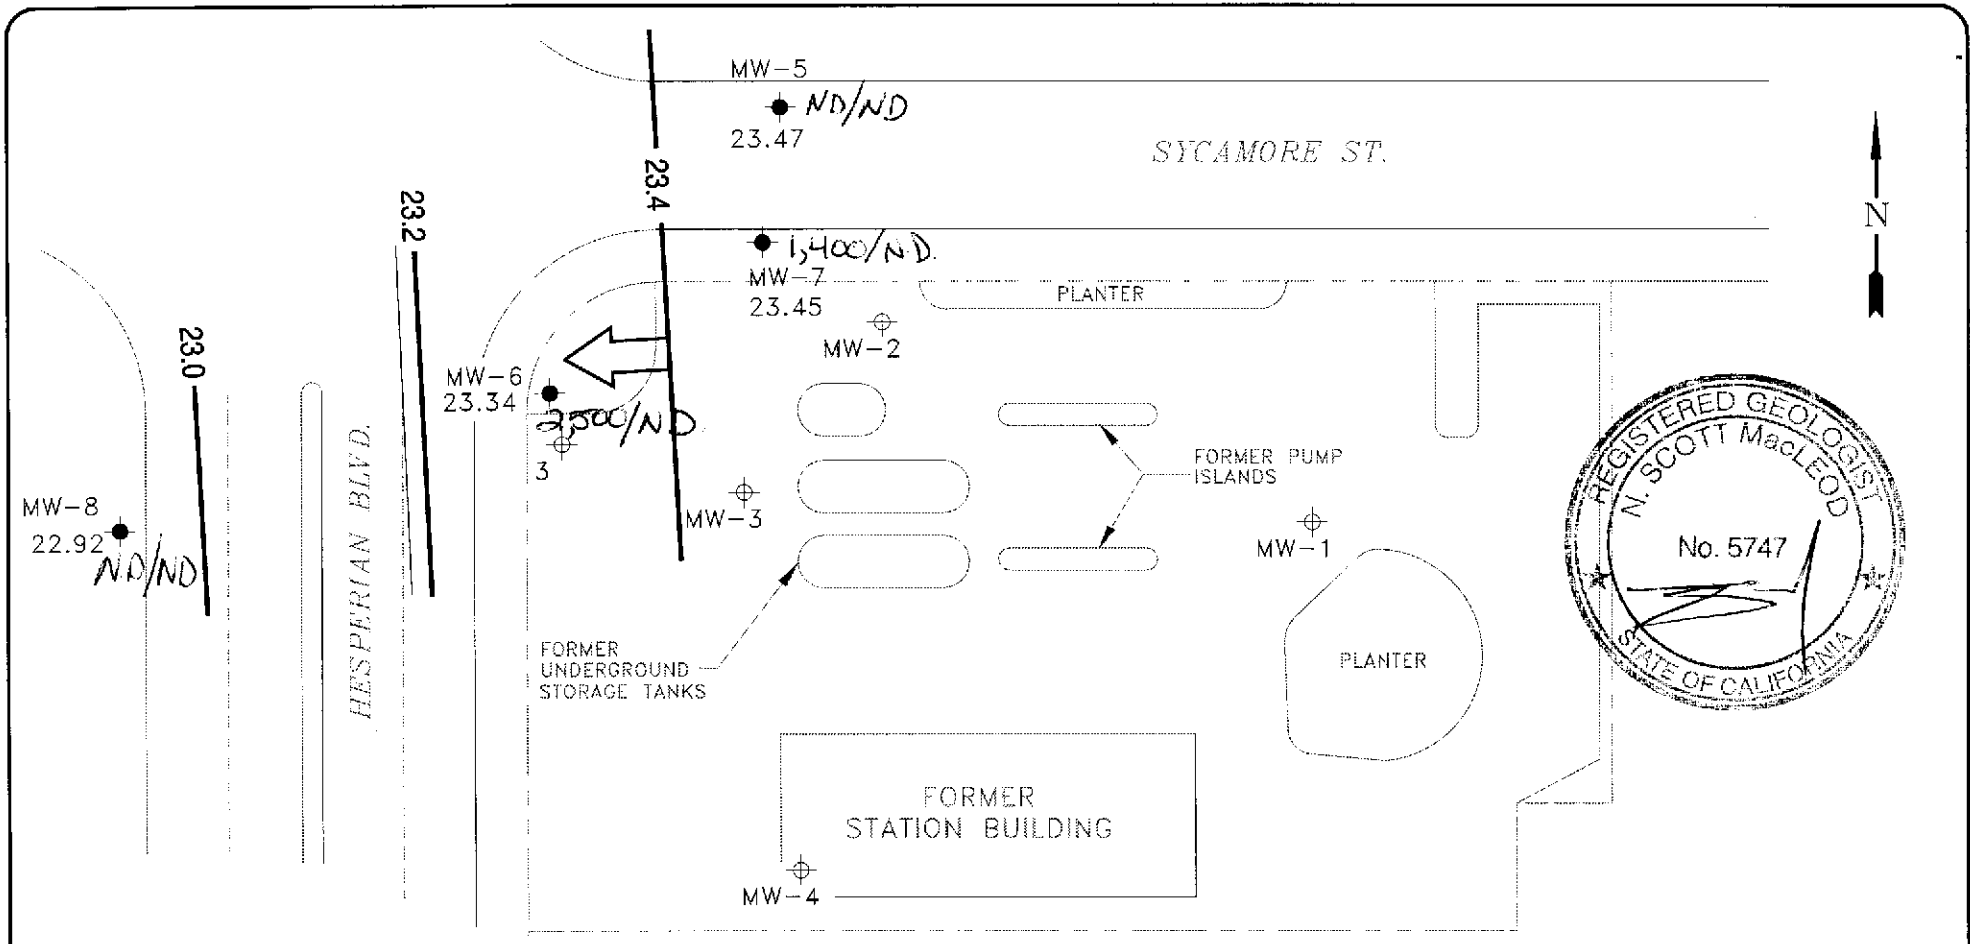 MW-5
ND/ND
23.47
SYCAMORE ST.
N
23.4
23.2
23.0
1,400/ND.
MW-7
23.45
PLANTER
MW-2
MW-6
23.34
2,500/ND
3
MW-3
FORMER PUMP
ISLANDS
MW-1
MW-8
22.92
ND/ND
HESPERIAN BLVD.
FORMER
UNDERGROUND
STORAGE TANKS
PLANTER
FORMER
STATION BUILDING
MW-4
REGISTERED GEOLOGIST
N. SCOTT MacLEOD
No. 5747
STATE OF CALIFORNIA